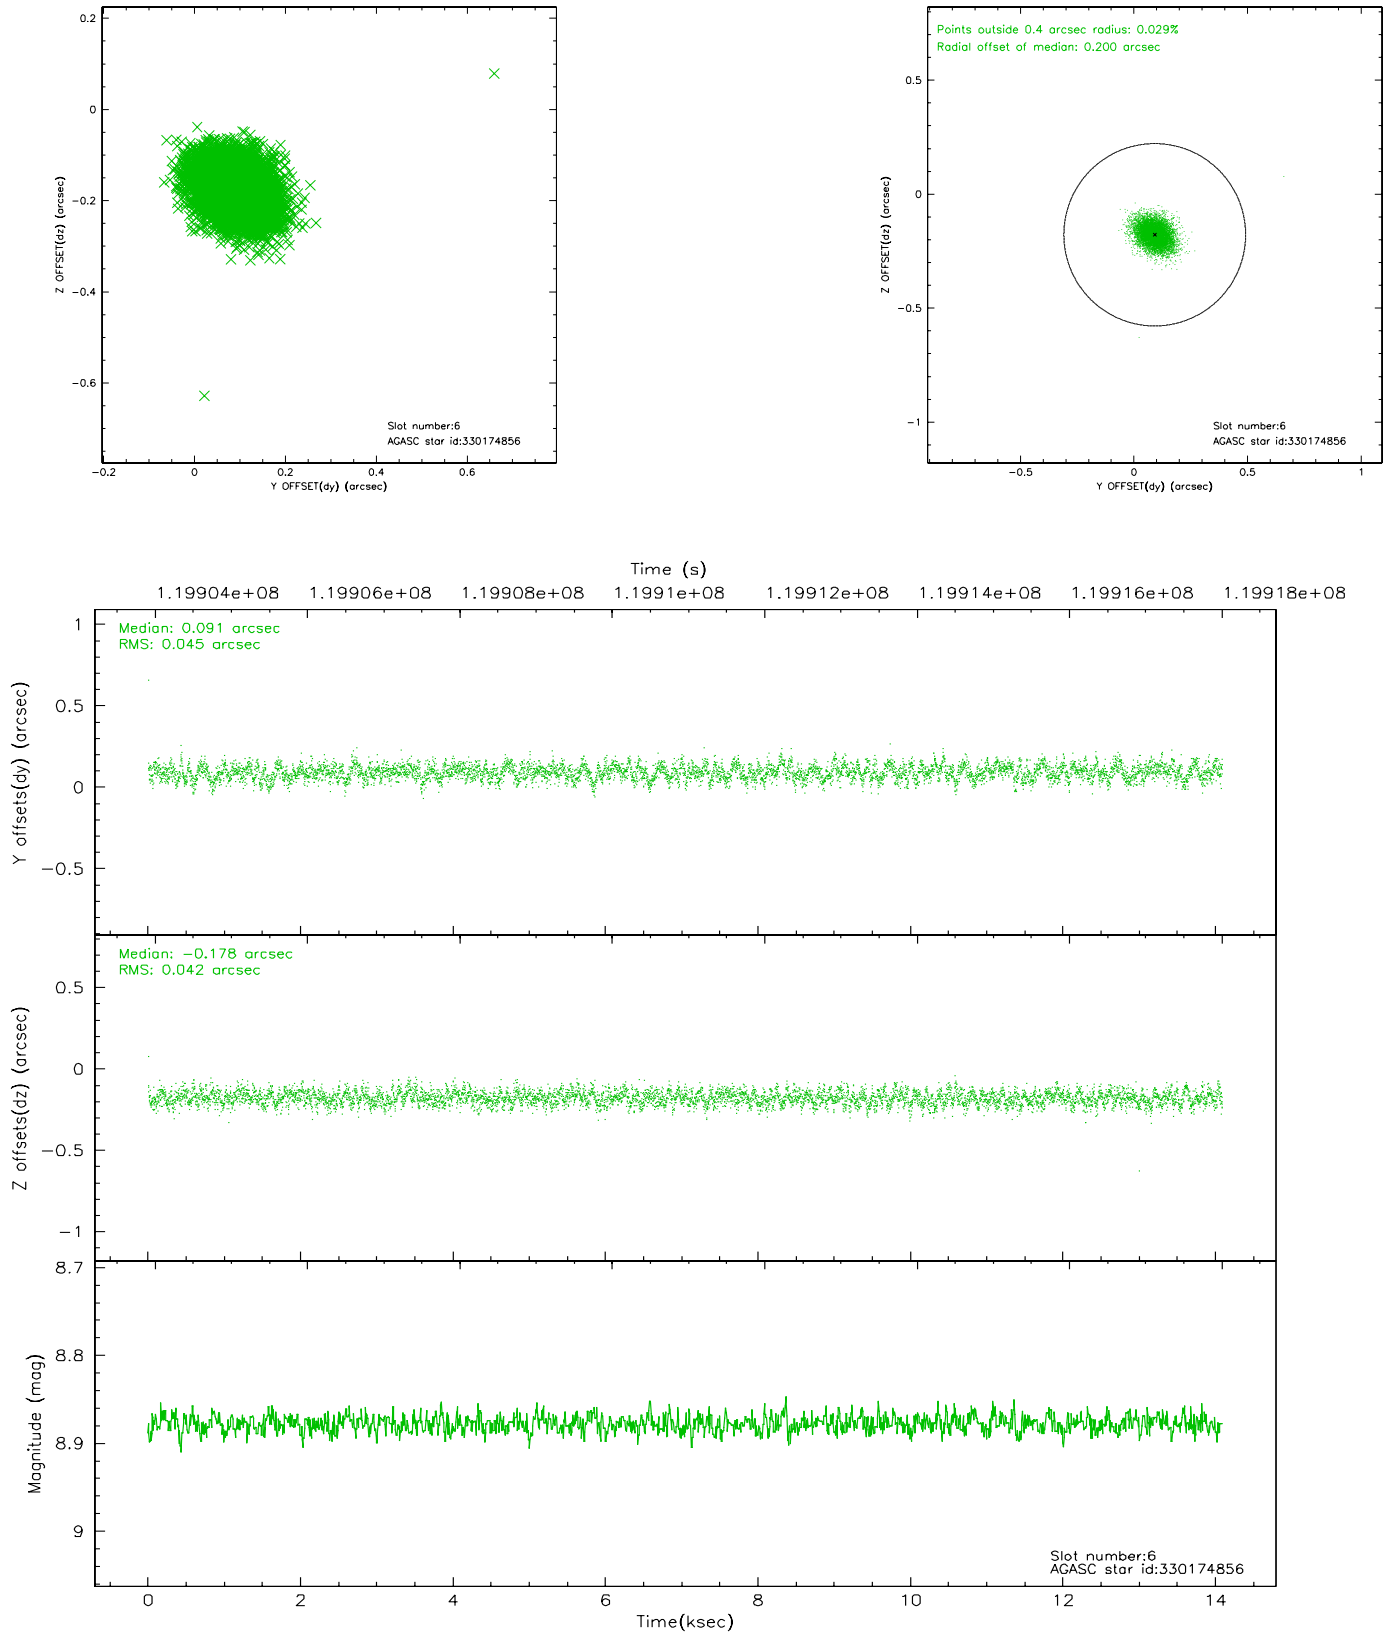 0.2
0
-0.2
-0.4
-0.6
Z OFFSET(dz) (arcsec)
Slot number:6
AGASC star id:330174856
-0.2 0 0.2 0.4 0.6
Y OFFSET(dy) (arcsec)
Points outside 0.4 arcsec radius: 0.029%
Radial offset of median: 0.200 arcsec
0.5
0
-0.5
-1
Z OFFSET(dz) (arcsec)
Slot number:6
AGASC star id:330174856
-0.5 0 0.5 1
Y OFFSET(dy) (arcsec)
Time (s)
1.19904e+08 1.19906e+08 1.19908e+08 1.1991e+08 1.19912e+08 1.19914e+08 1.19916e+08 1.19918e+08
Median: 0.091 arcsec
RMS: 0.045 arcsec
1
0.5
0
-0.5
Y offsets(dy) (arcsec)
Median: -0.178 arcsec
RMS: 0.042 arcsec
0.5
0
-0.5
-1
Z offsets(dz) (arcsec)
8.7
8.8
8.9
9
Magnitude (mag)
Slot number:6
AGASC star id:330174856
0 2 4 6 8 10 12 14
Time(ksec)